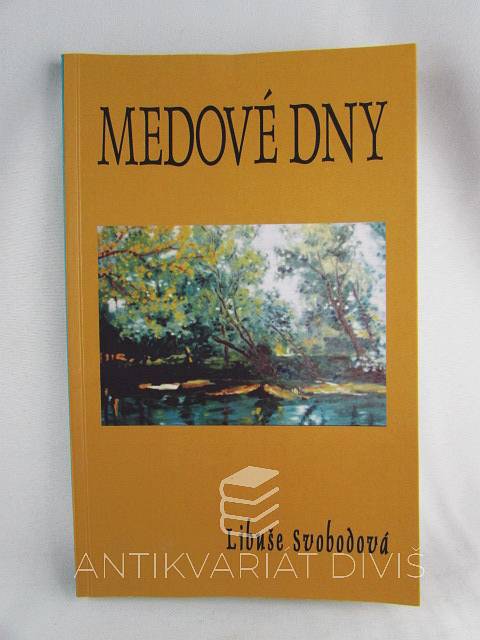 MEDOVÉ DNY
Libuše Svobodová
ANTIKVARIÁT DIVIŠ